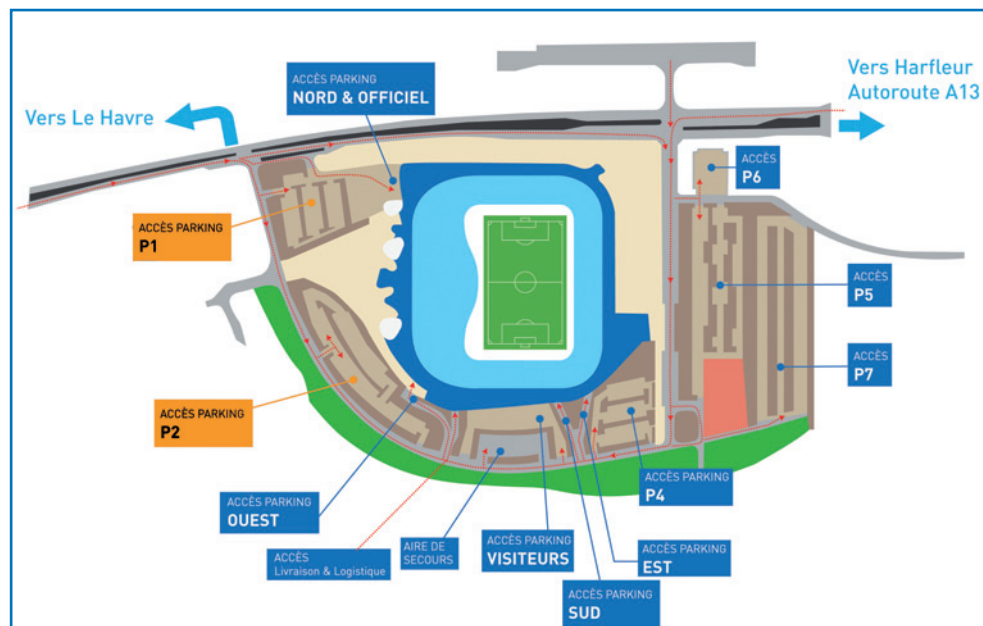 ACCÈS PARKING
NORD & OFFICIEL
Vers Harfleur
Autoroute A13
Vers Le Havre
ACCÈS
P6
ACCÈS PARKING
P1
ACCÈS
P5
ACCÈS
P7
ACCÈS PARKING
P2
ACCÈS PARKING
P4
ACCÈS PARKING
OUEST
ACCÈS
Livraison & Logistique
AIRE DE
SECOURS
ACCÈS PARKING
VISITEURS
ACCÈS PARKING
EST
ACCÈS PARKING
SUD